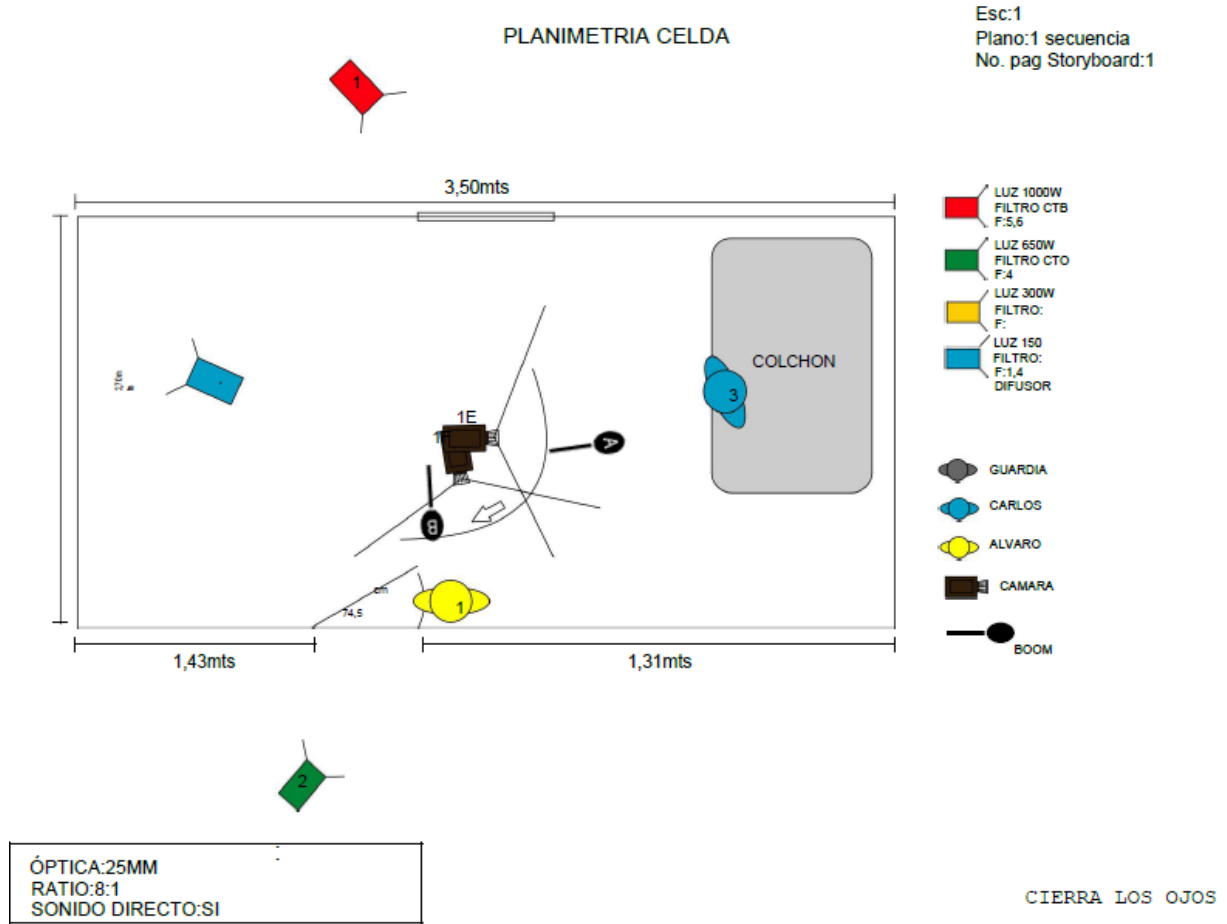 PLANIMETRIA CELDA
Esc:1
Plano:1 secuencia
No. pag Storyboard:1
1
3,50mts
LUZ 1000W
FILTRO CTB
F:5,6
LUZ 650W
FILTRO CTO
F:4
LUZ 300W
FILTRO:
F:
LUZ 150
FILTRO:
F:1,4
DIFUSOR
COLCHON
3
1E
A
B
cm
74,5
1
GUARDIA
CARLOS
ALVARO
CAMARA
BOOM
1,43mts
1,31mts
2
:
ÓPTICA:25MM
RATIO:8:1
SONIDO DIRECTO:SI
CIERRA LOS OJOS